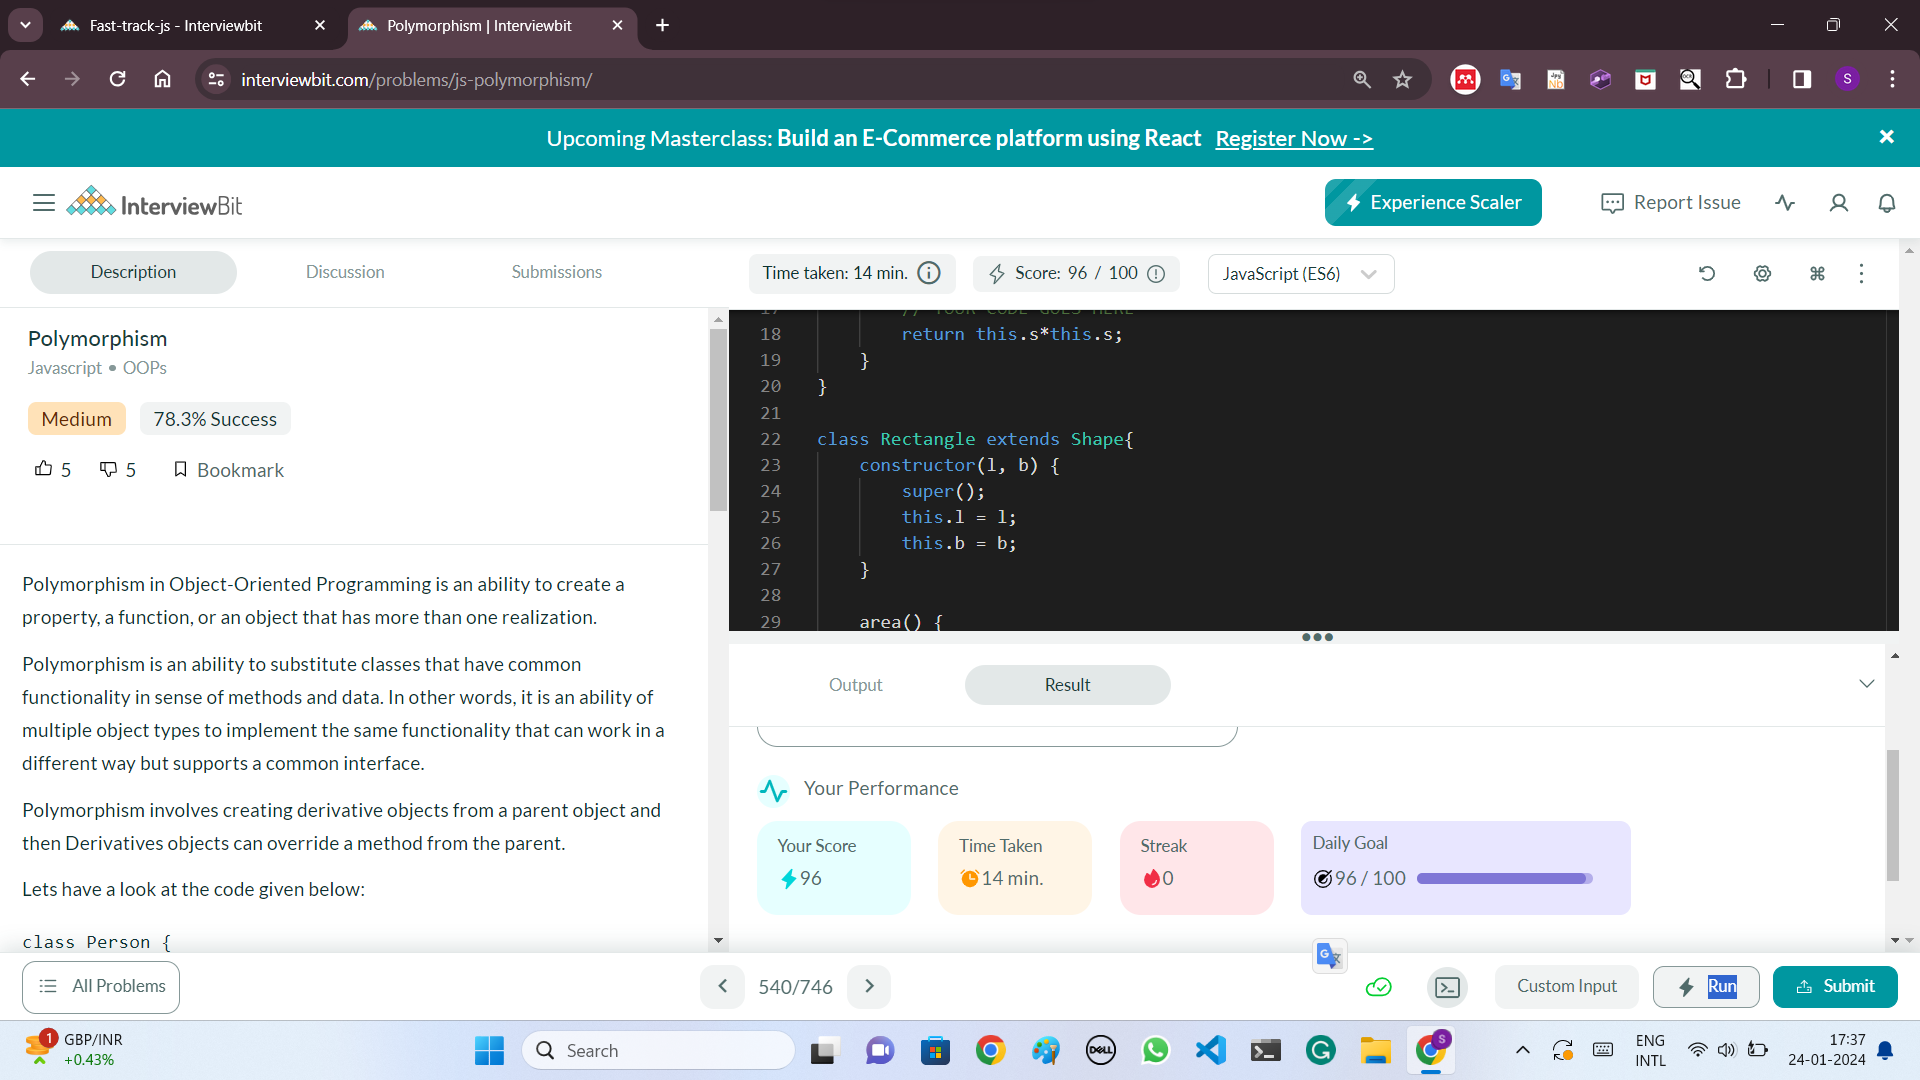 Fast-track-js - Interviewbit
Polymorphism | Interviewbit
interviewbit.com/problems/js-polymorphism/
S
Upcoming Masterclass: Build an E-Commerce platform using React Register Now ->
InterviewBit
Experience Scaler
Report Issue
Description
Discussion
Submissions
Time taken: 14 min.
Score: 96 / 100
JavaScript (ES6)
Polymorphism
Javascript • OOPs
Medium
78.3% Success
5
5
Bookmark
Polymorphism in Object-Oriented Programming is an ability to create a
property, a function, or an object that has more than one realization.
Polymorphism is an ability to substitute classes that have common
functionality in sense of methods and data. In other words, it is an ability of
multiple object types to implement the same functionality that can work in a
different way but supports a common interface.
Polymorphism involves creating derivative objects from a parent object and
then Derivatives objects can override a method from the parent.
Lets have a look at the code given below:
class Person {
17 // YOUR CODE GOES HERE
18 return this.s*this.s;
19 }
20 }
21
22 class Rectangle extends Shape{
23 constructor(l, b) {
24 super();
25 this.l = l;
26 this.b = b;
27 }
28
29 area() {
Output
Result
Your Performance
Your Score
96
Time Taken
14 min.
Streak
0
Daily Goal
96 / 100
All Problems
540/746
Custom Input
Run
Submit
1
GBP/INR
+0.43%
Search
DELL
S
ENG
INTL
17:37
24-01-2024